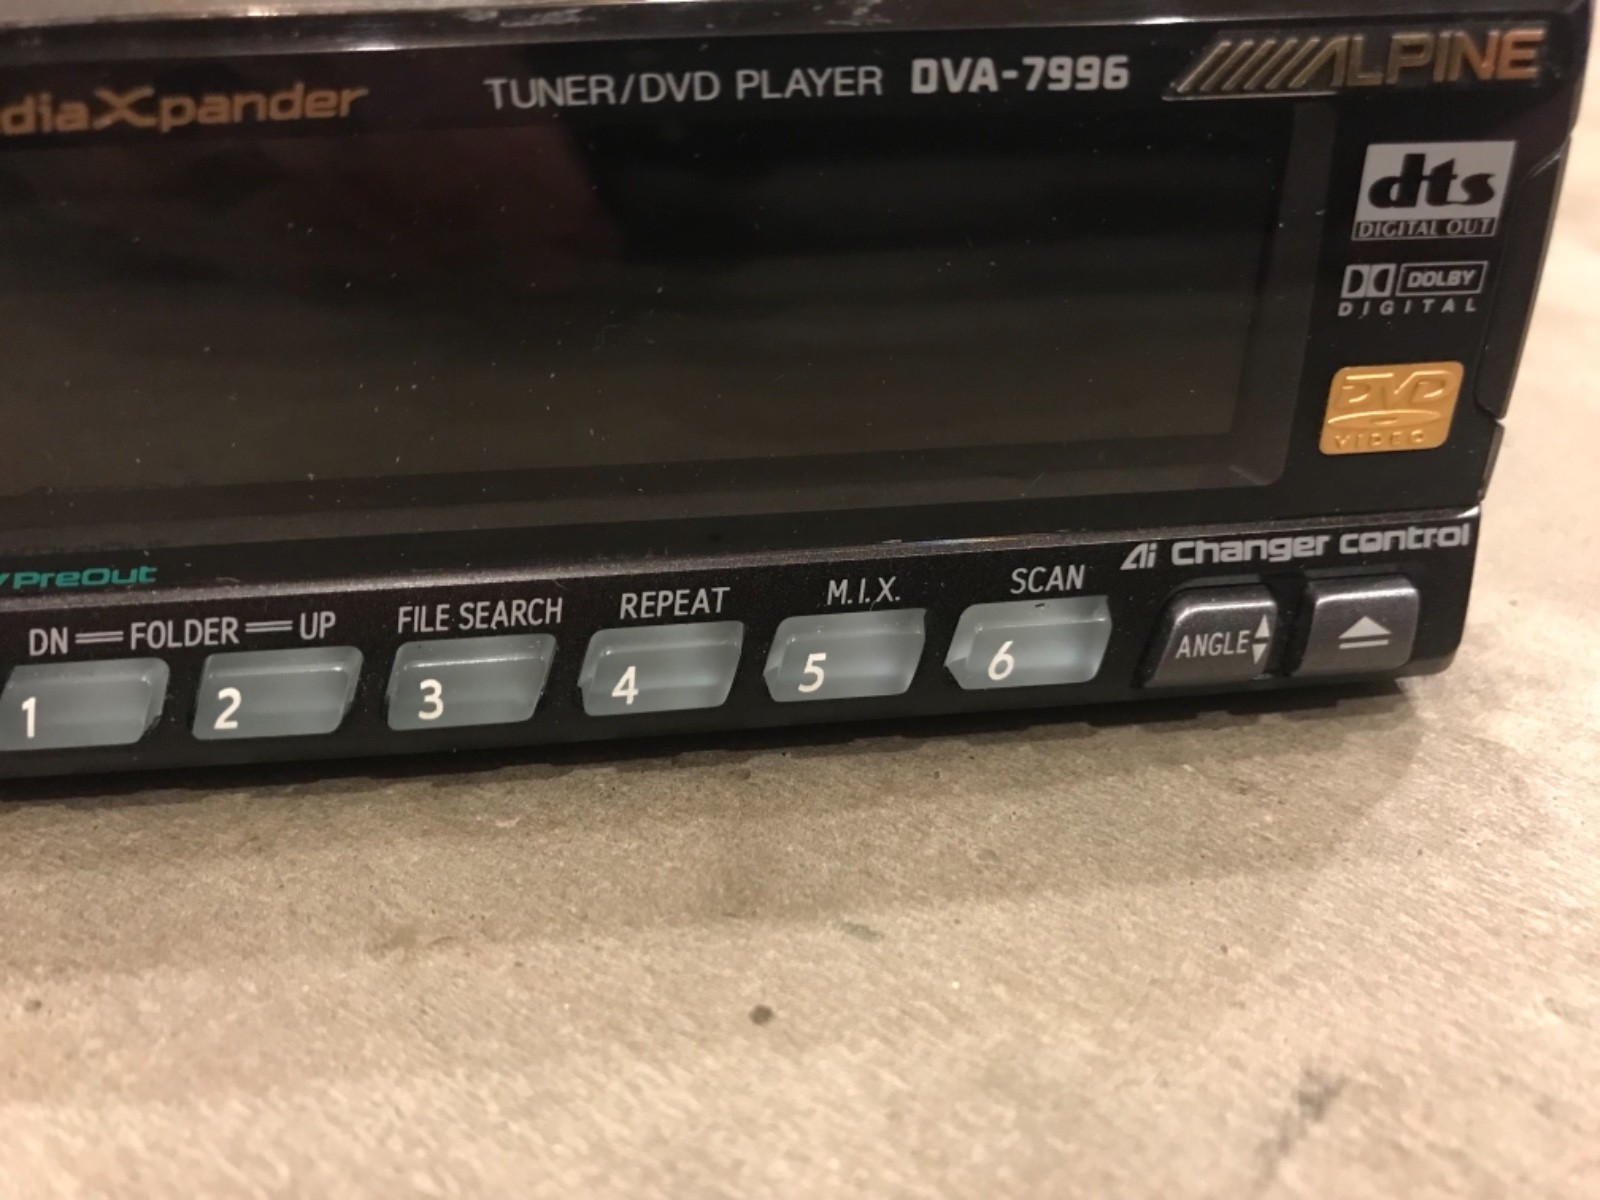 diaXpander
TUNER/DVD PLAYER DVA-7996
ALPINE
dts
DIGITAL OUT
DOLBY
DIGITAL
DVD
VIDEO
PreOut
Ai Changer control
DN FOLDER UP
FILE SEARCH
REPEAT
M.I.X.
SCAN
1 2 3 4 5 6
ANGLE